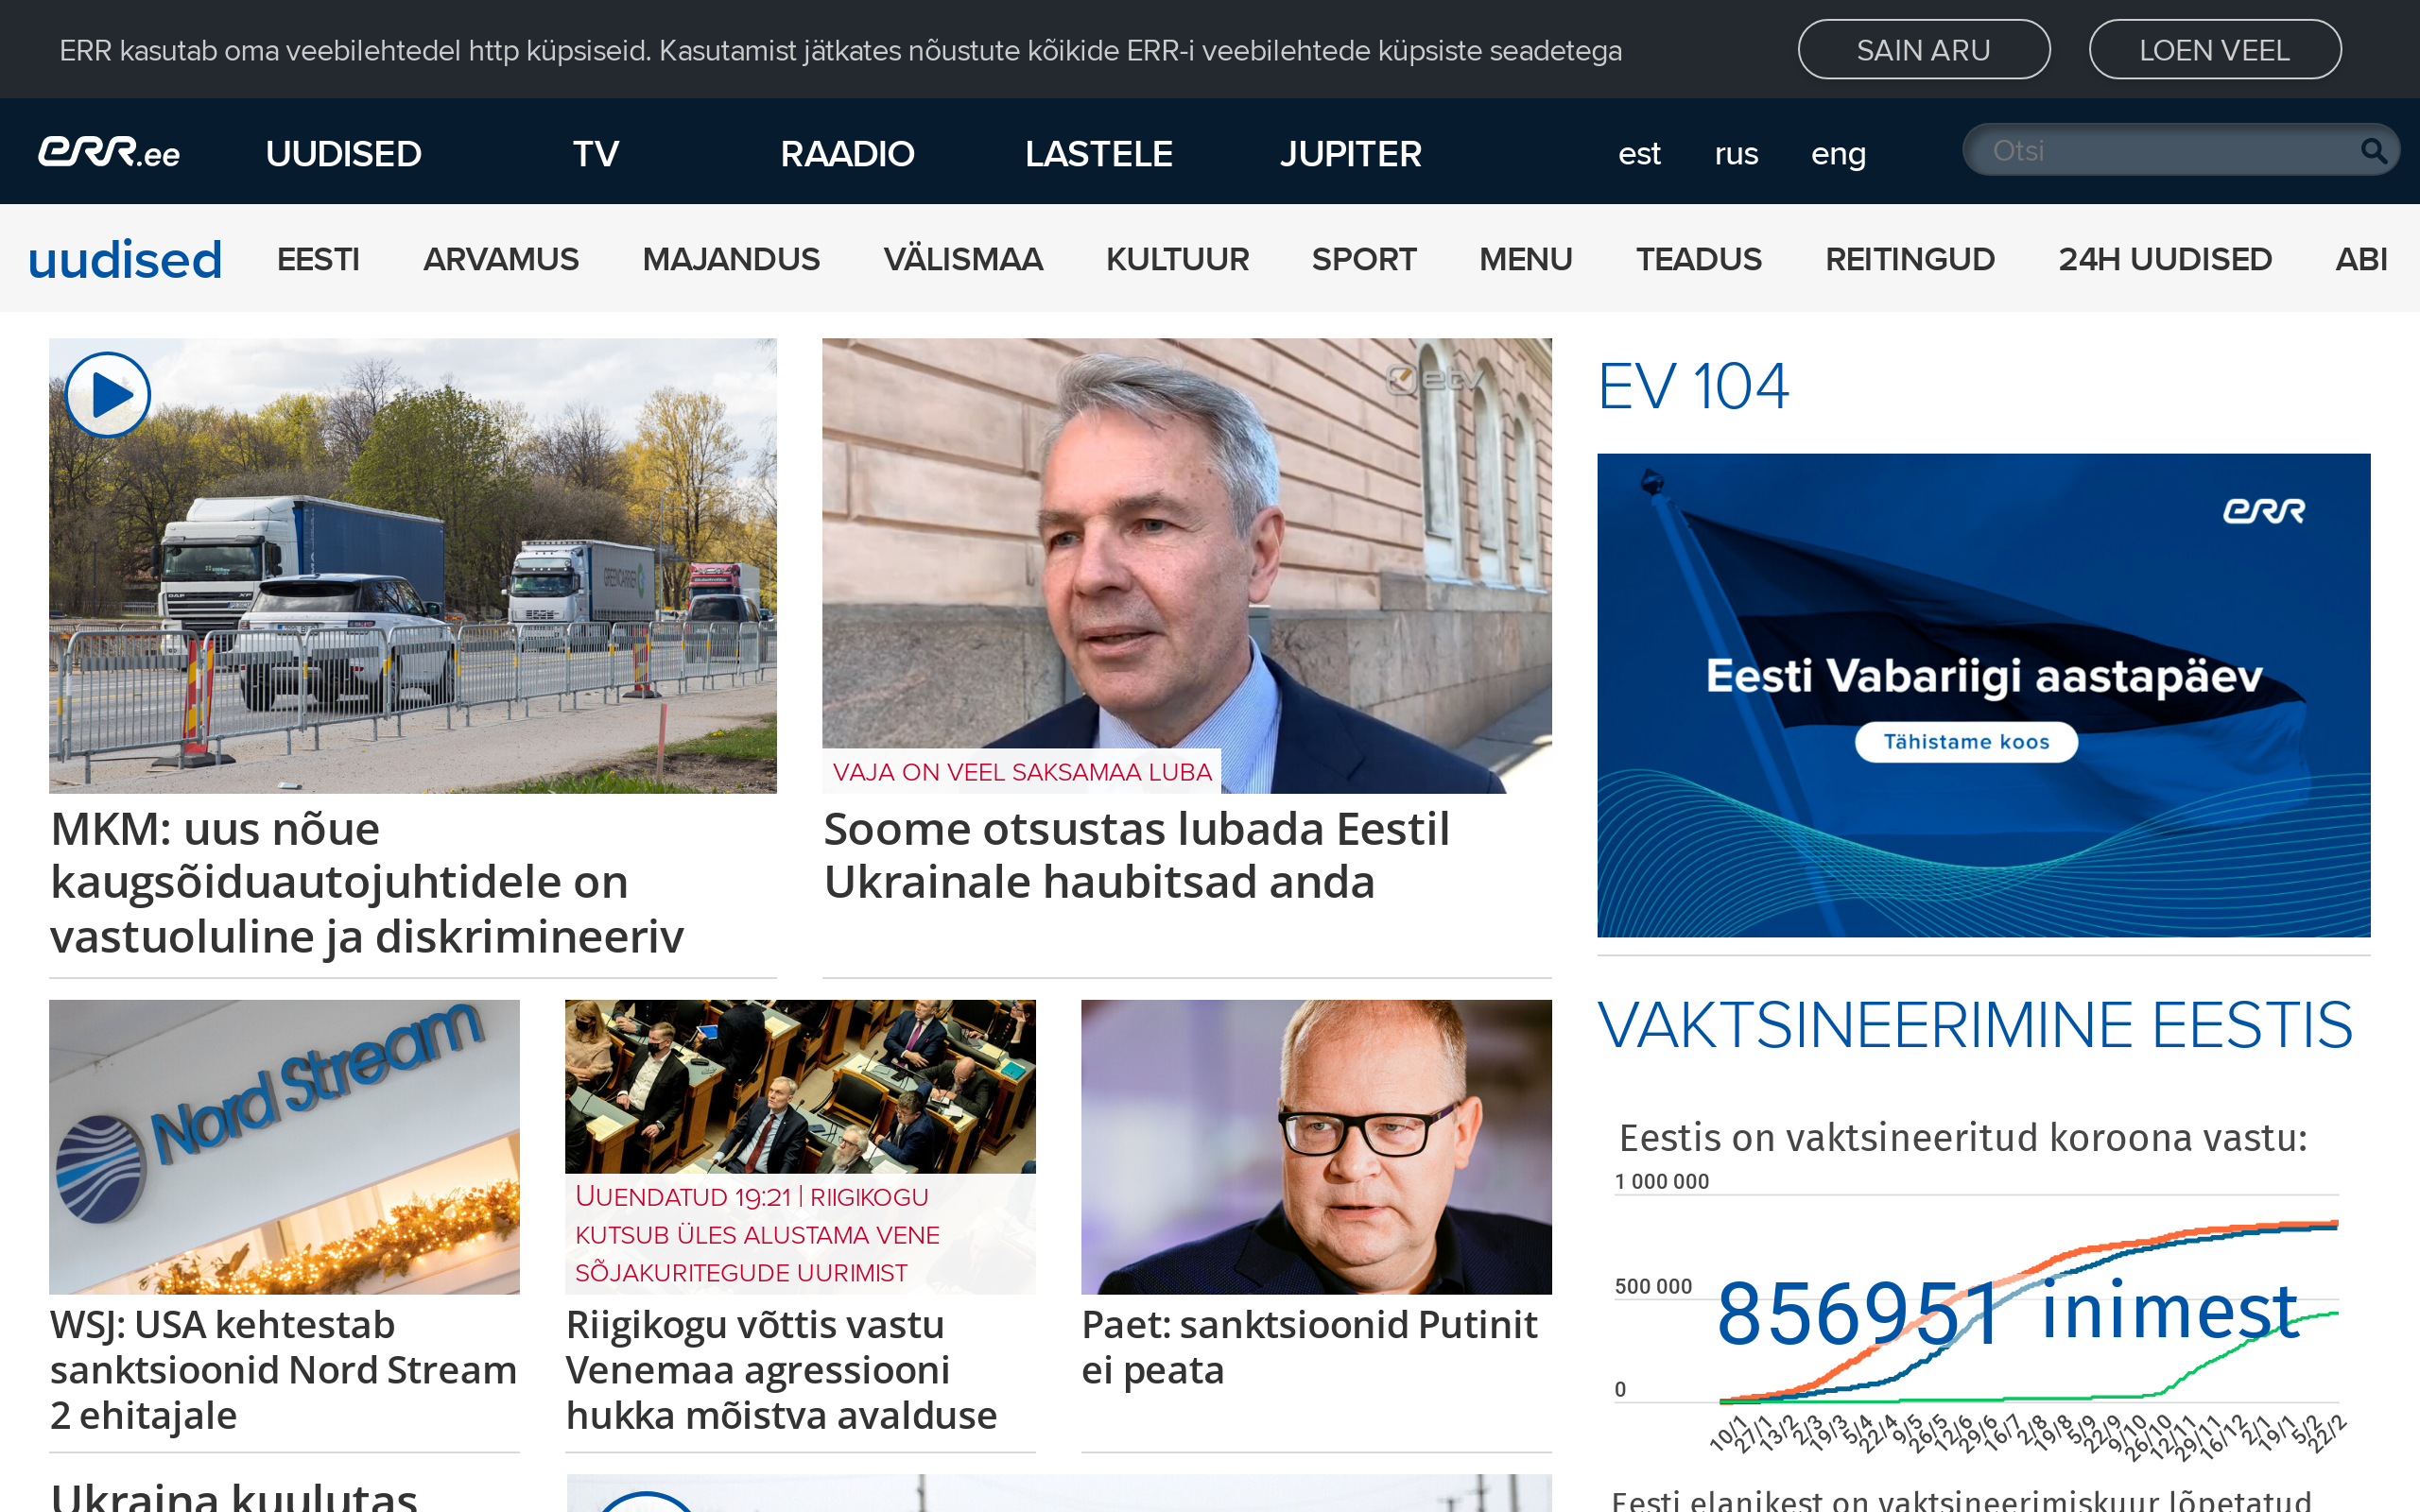 ERR kasutab oma veebilehtedel http küpsiseid. Kasutamist jätkates nõustute kõikide ERR-i veebilehtede küpsiste seadetega
SAIN ARU
LOEN VEEL
err.ee
UUDISED
TV
RAADIO
LASTELE
JUPITER
est
rus
eng
Otsi
uudised
EESTI
ARVAMUS
MAJANDUS
VÄLISMAA
KULTUUR
SPORT
MENU
TEADUS
REITINGUD
24H UUDISED
ABI
MKM: uus nõue
kaugsõiduautojuhtidele on
vastuoluline ja diskrimineeriv
etv
VAJA ON VEEL SAKSAMAA LUBA
Soome otsustas lubada Eestil
Ukrainale haubitsad anda
EV 104
err
Eesti Vabariigi aastapäev
Tähistame koos
Nord Stream
WSJ: USA kehtestab
sanktsioonid Nord Stream
2 ehitajale
UUENDATUD 19:21 | RIIGIKOGU
KUTSUB ÜLES ALUSTAMA VENE
SÕJAKURITEGUDE UURIMIST
Riigikogu võttis vastu
Venemaa agressiooni
hukka mõistva avalduse
Paet: sanktsioonid Putinit
ei peata
VAKTSINEERIMINE EESTIS
Eestis on vaktsineeritud koroona vastu:
1 000 000
500 000
0
856951 inimest
10/1 27/1 13/2 2/3 19/3 5/4 22/4 9/5 26/5 12/6 29/6 16/7 2/8 19/8 5/9 22/9 9/10 26/10 12/11 29/11 16/12 2/1 19/1 5/2 22/2
Eesti elanikest on vaktsineerimiskuur lõpetatud
Ukraina kuulutas